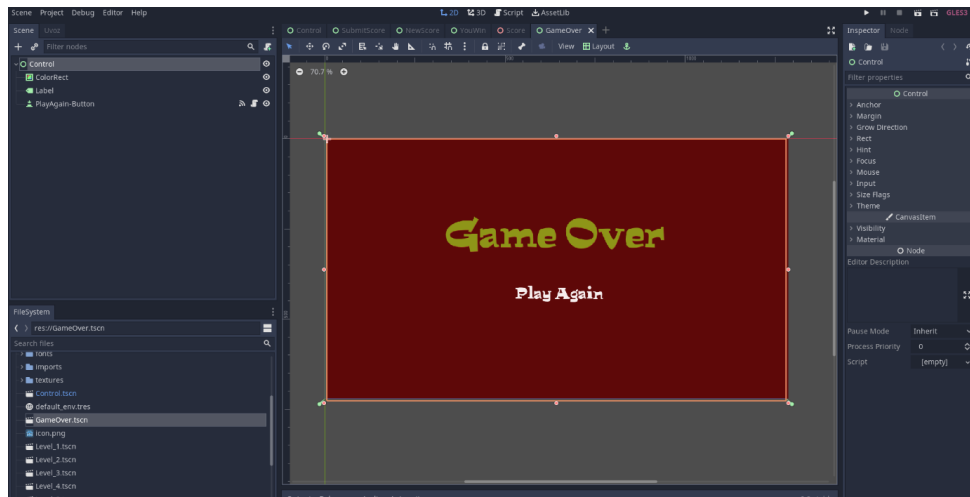 Scene Project Debug Editor Help
2D 3D Script AssetLib
GLES3
Scene
Control SubmitScore NewScore YouWin Score GameOver
Inspector Node
Filter nodes
View Layout
Control
ColorRect
Label
PlayAgain-Button
70.7 %
500
1000
Control
Filter properties
Control
Anchor
Margin
Grow Direction
Rect
Hint
Focus
Mouse
Input
Size Flags
Theme
CanvasItem
Visibility
Material
Node
Editor Description
Game Over
Play Again
FileSystem
res://GameOver.tscn
Search files
fonts
imports
textures
Control.tscn
default_env.tres
GameOver.tscn
icon.png
Level_1.tscn
Level_2.tscn
Level_3.tscn
Level_4.tscn
Pause Mode Inherit
Process Priority 0
Script [empty]